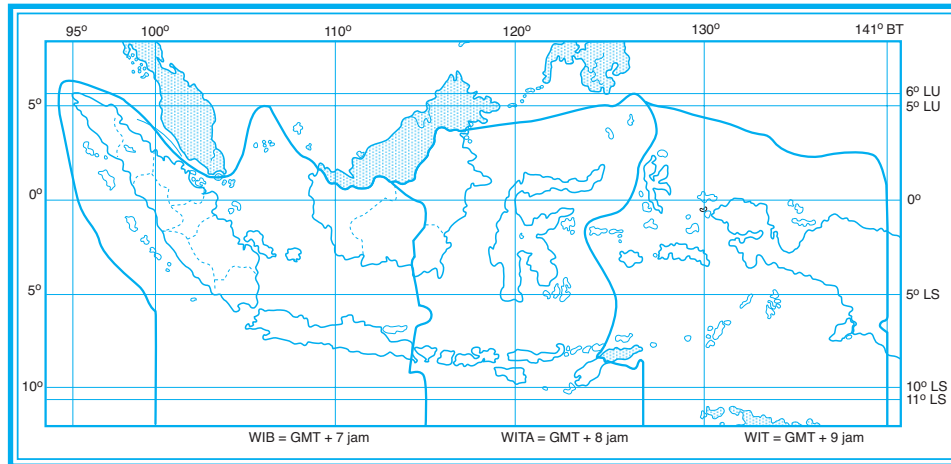 95° 100° 110° 120° 130° 141° BT
6° LU
5° 5° LU
0° 0°
5° 5° LS
10° 10° LS
11° LS
WIB = GMT + 7 jam WITA = GMT + 8 jam WIT = GMT + 9 jam